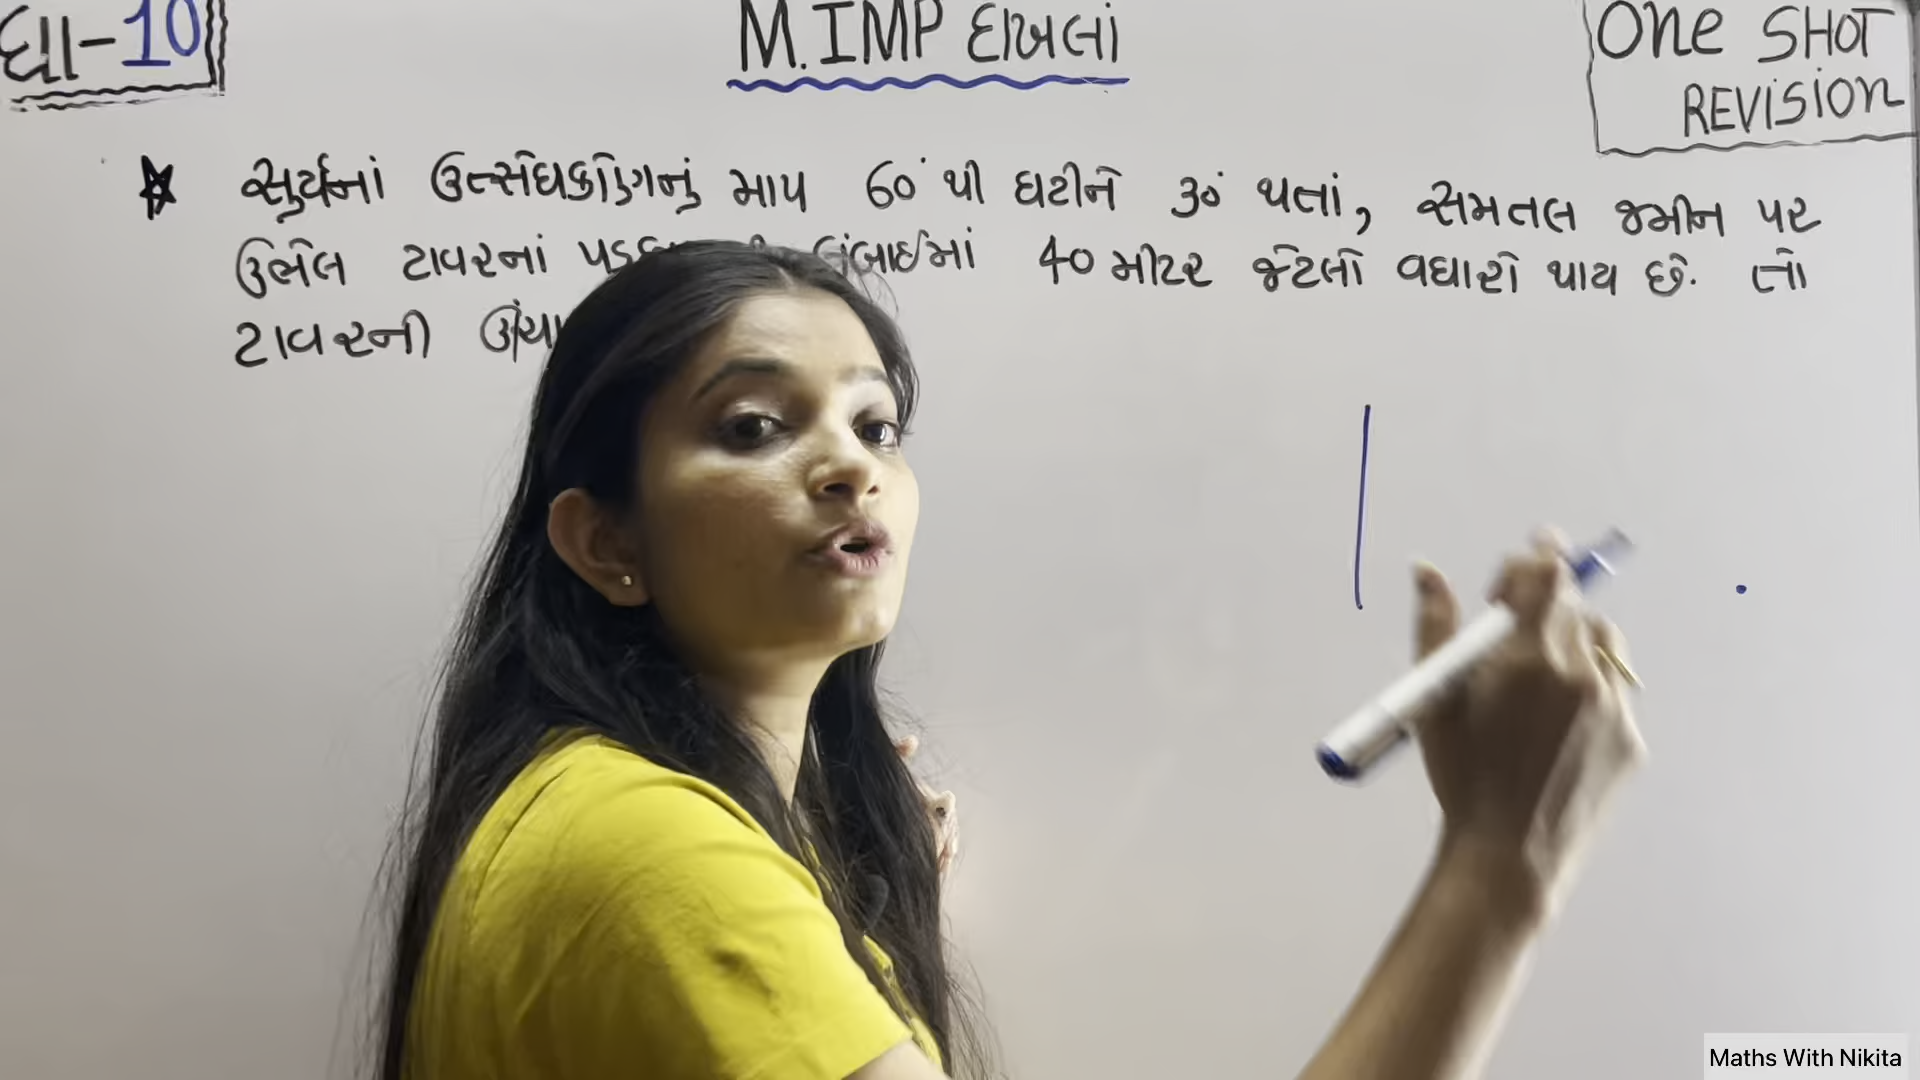 ધા-10
M. IMP દાખલાં
One SHOT
REVISION
સુર્યનાં ઉત્સેધકોણનું માપ 60° થી ઘટીને 30° થતાં, સમતલ જમીન પર
ઉભેલ ટાવરનાં લંબાઈમાં 40 મીટર જેટલો વધારો થાય છે. તો
ટાવરની
Maths With Nikita